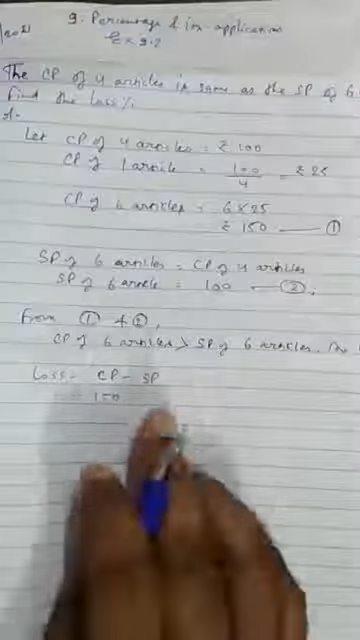 9. Percentage & its application
Ex 9.2
The CP of 4 articles is same as the SP of 6
Find the loss%
Let CP of 4 articles = ₹ 100
CP of 1 article = 100/4 = ₹ 25
CP of 6 articles = 6 x 25
= ₹ 150 — ①
SP of 6 articles = CP of 4 articles
SP of 6 article = 100 — ②.
From ① & ②,
CP of 6 articles > SP of 6 articles.
Loss = CP - SP
150